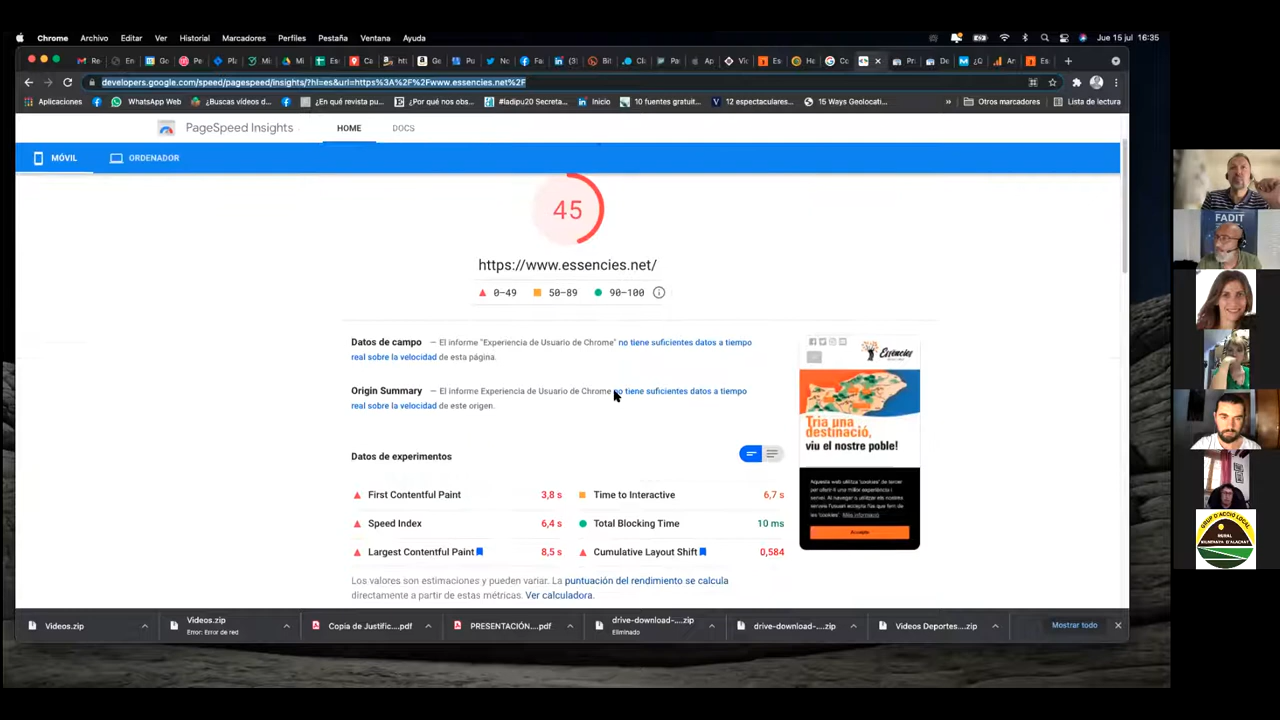 Chrome Archivo Editar Ver Historial Marcadores Perfiles Pestaña Ventana Ayuda Jue 15 jul 16:35
developers.google.com/speed/pagespeed/insights/?hl=es&url=https%3A%2F%2Fwww.essencies.net%2F
Aplicaciones WhatsApp Web ¿Buscas vídeos d... ¿En qué revista pu... ¿Por qué nos obs... #ladipu20 Secreta... Inicio 10 fuentes gratuit... 12 espectaculares... 15 Ways Geolocati... » Otros marcadores Lista de lectura
PageSpeed Insights HOME DOCS
MÓVIL ORDENADOR
45
https://www.essencies.net/
0–49 50–89 90–100
Datos de campo — El informe "Experiencia de Usuario de Chrome" no tiene suficientes datos a tiempo
real sobre la velocidad de esta página.
Origin Summary — El informe Experiencia de Usuario de Chrome no tiene suficientes datos a tiempo
real sobre la velocidad de este origen.
Essencies
Tria una
destinació,
viu el nostre poble!
Datos de experimentos
First Contentful Paint 3,8 s Time to Interactive 6,7 s
Speed Index 6,4 s Total Blocking Time 10 ms
Largest Contentful Paint 8,5 s Cumulative Layout Shift 0,584
Los valores son estimaciones y pueden variar. La puntuación del rendimiento se calcula
directamente a partir de estas métricas. Ver calculadora.
Videos.zip
Videos.zip
Error: Error de red
Copia de Justific....pdf
PRESENTACIÓN....pdf
drive-download-....zip
Eliminado
drive-download-....zip
Videos Deportes....zip
Mostrar todo
FADIT
GRUP D'ACCIÓ LOCAL
RURAL
MUNTANYA D'ALACANT